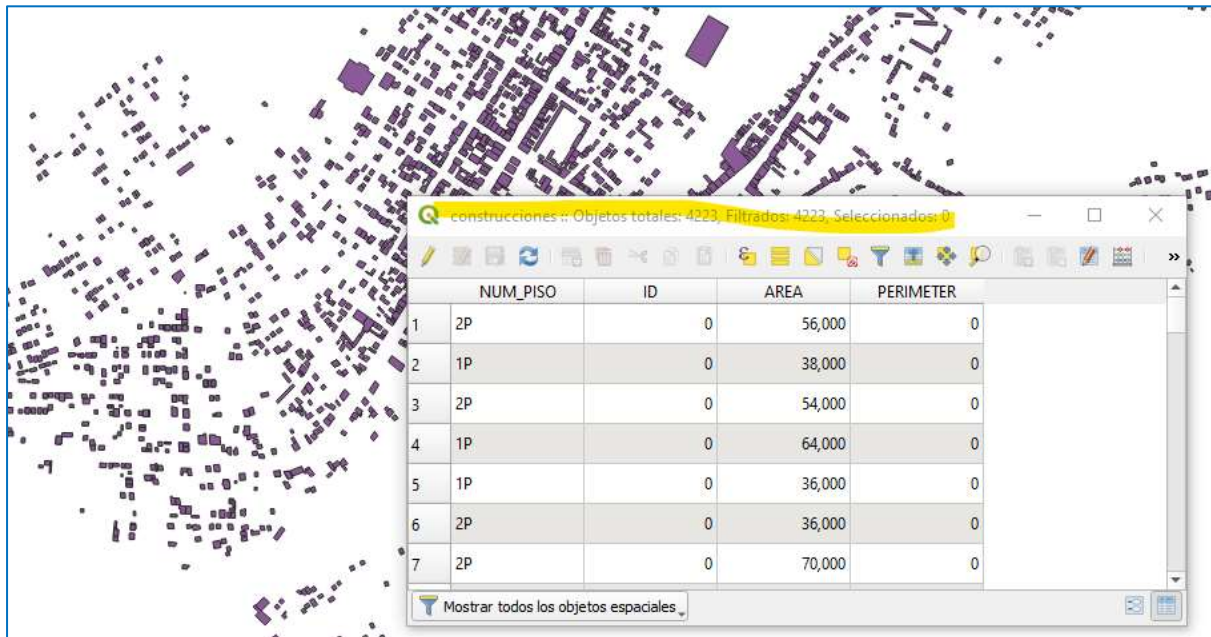 construcciones :: Objetos totales: 4223, Filtrados: 4223, Seleccionados: 0
NUM_PISO ID AREA PERIMETER
1 2P 0 56,000 0
2 1P 0 38,000 0
3 2P 0 54,000 0
4 1P 0 64,000 0
5 1P 0 36,000 0
6 2P 0 36,000 0
7 2P 0 70,000 0
Mostrar todos los objetos espaciales